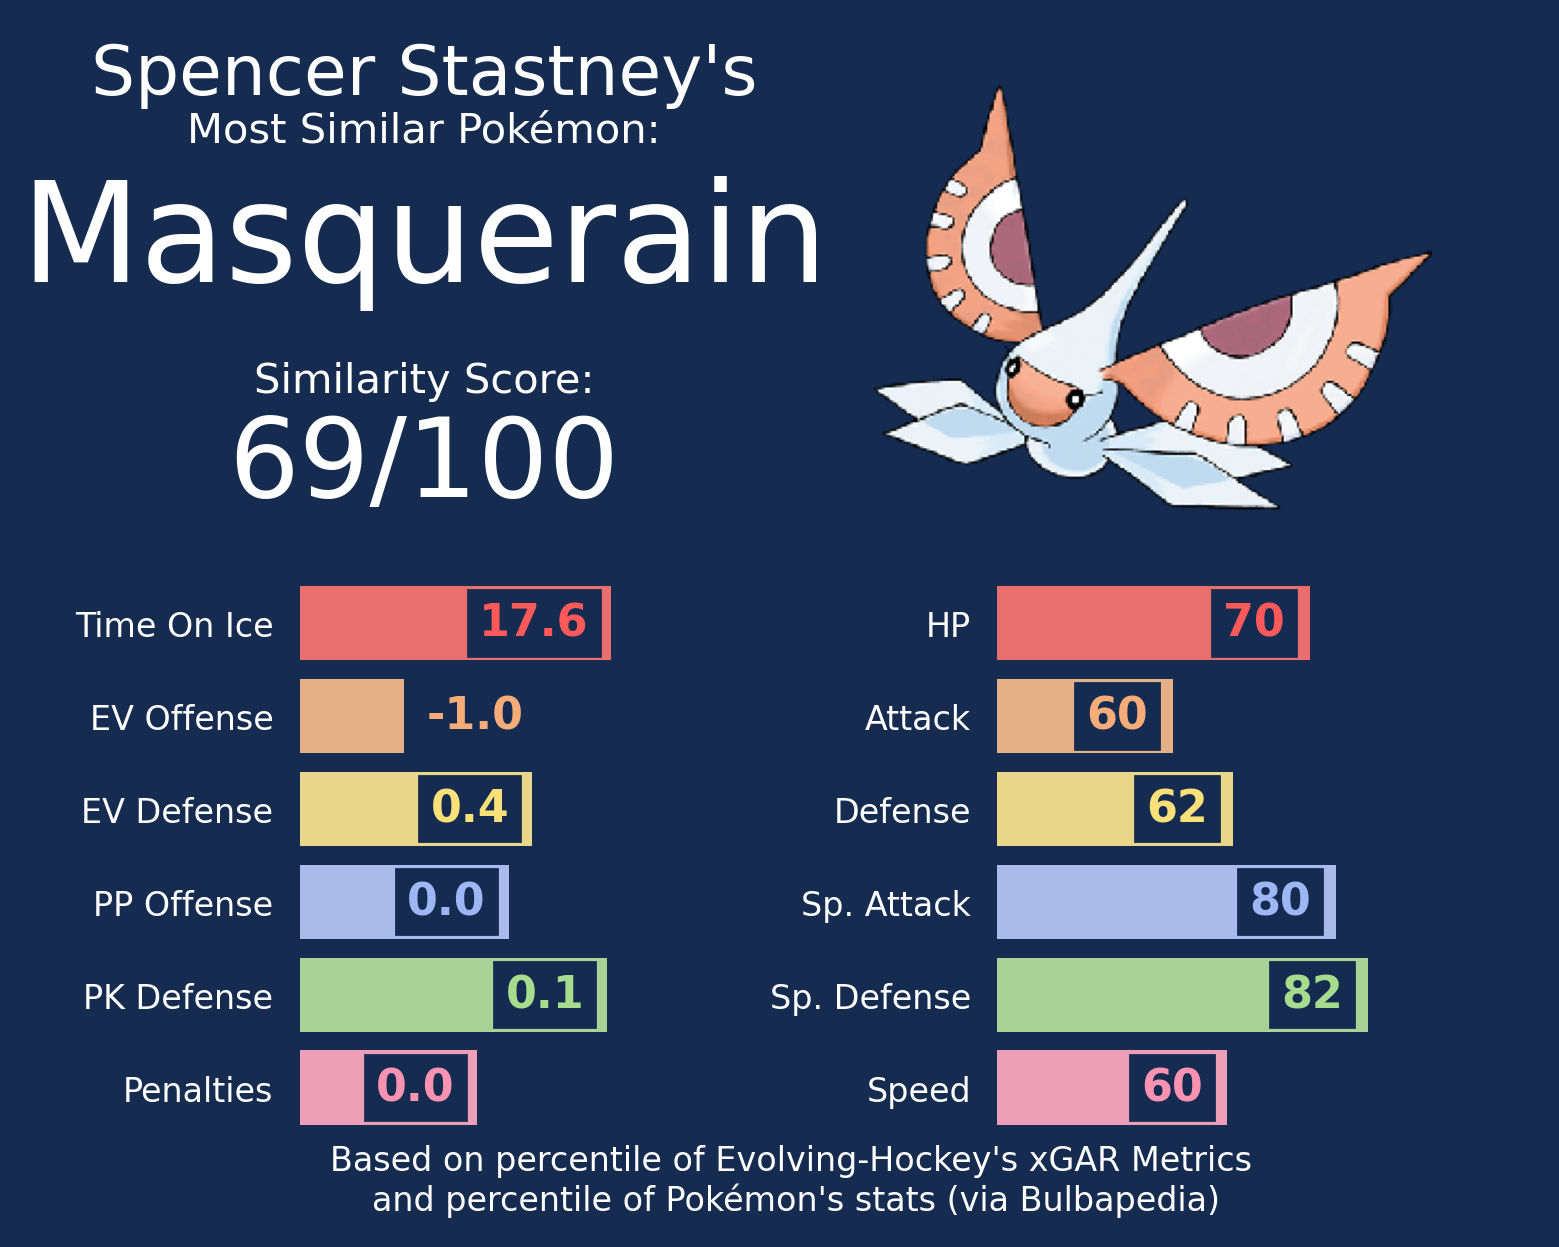 Spencer Stastney's
Most Similar Pokémon:
Masquerain
Similarity Score:
69/100
Time On Ice 17.6
EV Offense -1.0
EV Defense 0.4
PP Offense 0.0
PK Defense 0.1
Penalties 0.0
HP 70
Attack 60
Defense 62
Sp. Attack 80
Sp. Defense 82
Speed 60
Based on percentile of Evolving-Hockey's xGAR Metrics
and percentile of Pokémon's stats (via Bulbapedia)